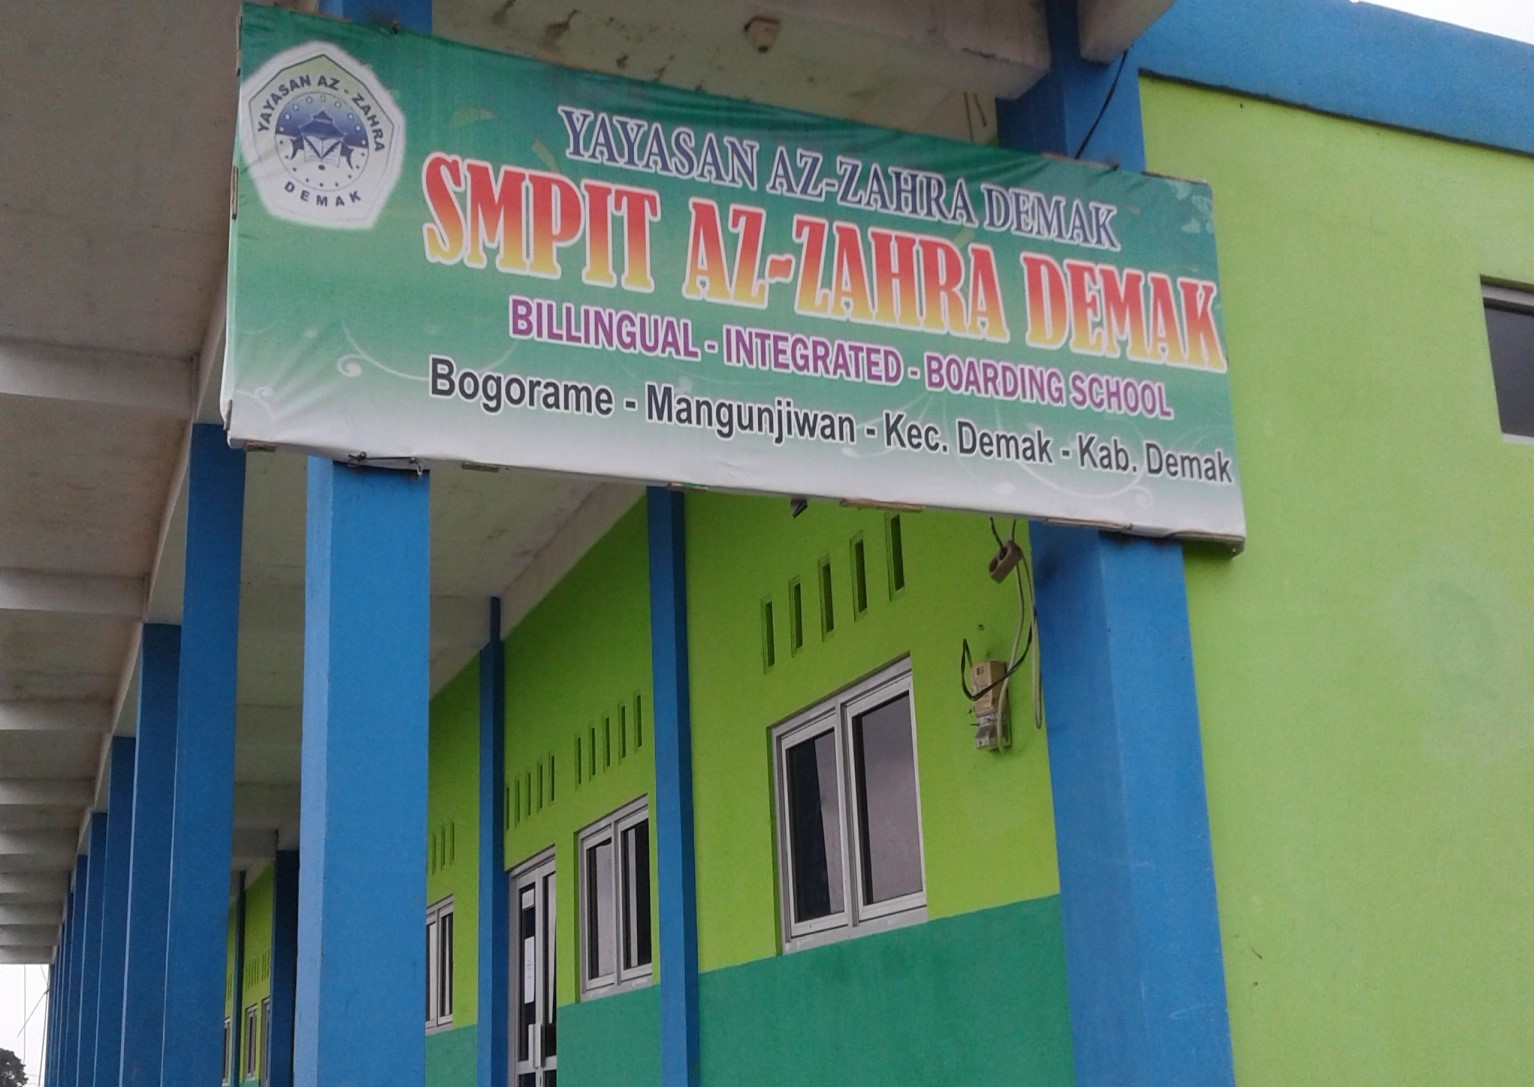 YAYASAN AZ - ZAHRA
DEMAK
YAYASAN AZ-ZAHRA DEMAK
SMPIT AZ-ZAHRA DEMAK
BILLINGUAL - INTEGRATED - BOARDING SCHOOL
Bogorame - Mangunjiwan - Kec. Demak - Kab. Demak